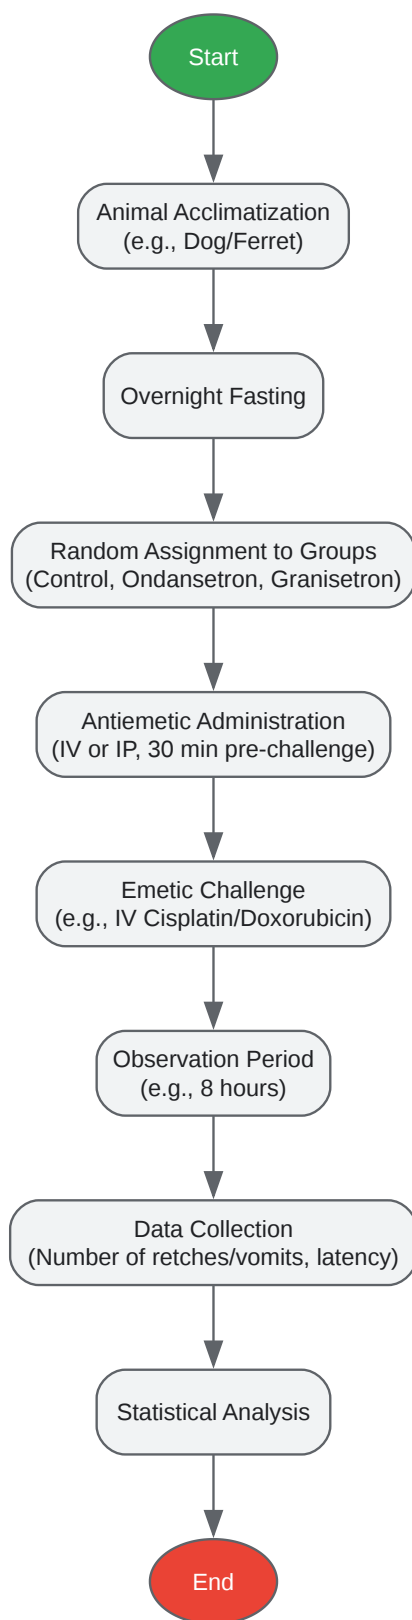 Start
Animal Acclimatization
(e.g., Dog/Ferret)
Overnight Fasting
Random Assignment to Groups
(Control, Ondansetron, Granisetron)
Antiemetic Administration
(IV or IP, 30 min pre-challenge)
Emetic Challenge
(e.g., IV Cisplatin/Doxorubicin)
Observation Period
(e.g., 8 hours)
Data Collection
(Number of retches/vomits, latency)
Statistical Analysis
End